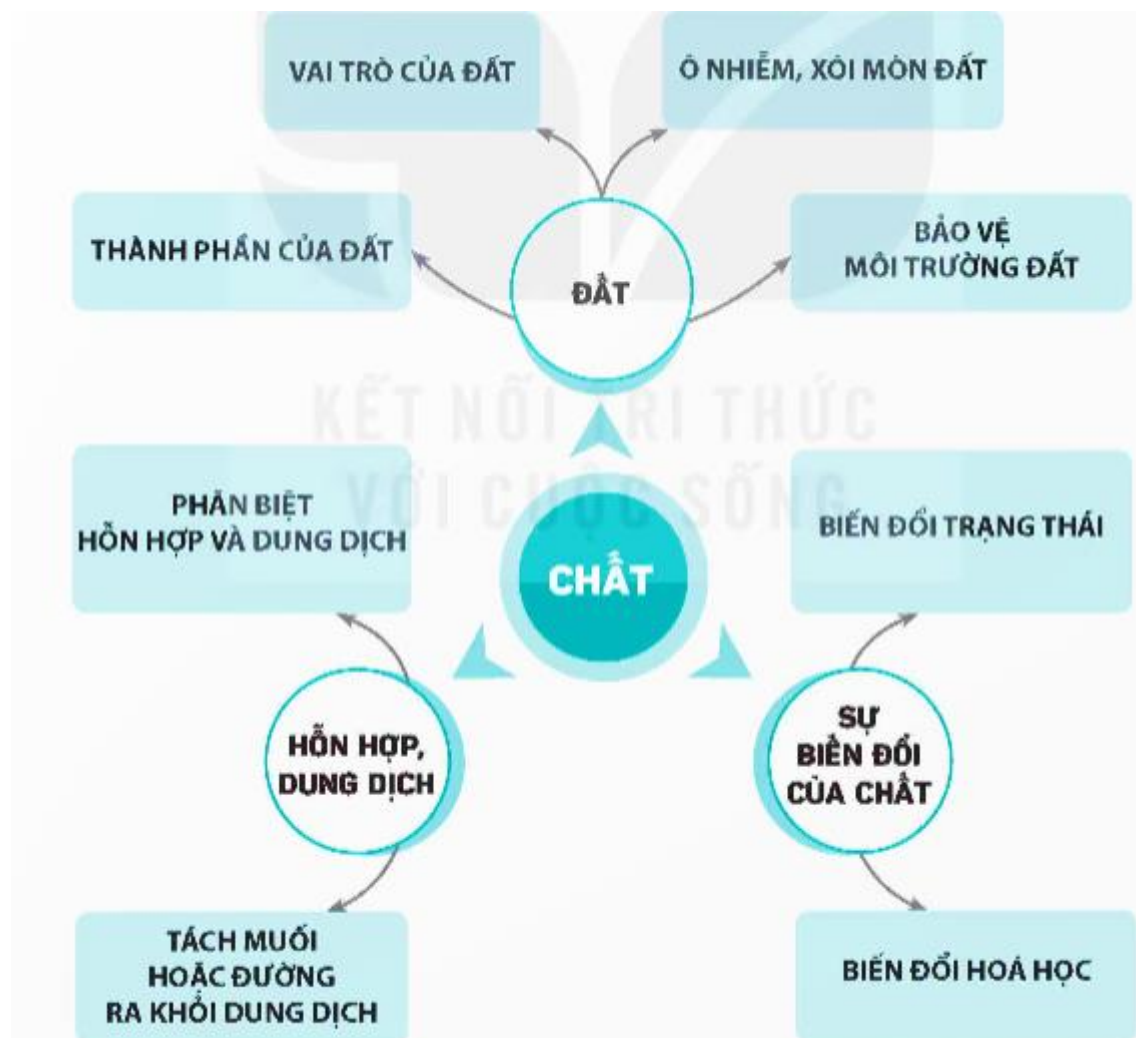 VAI TRÒ CỦA ĐẤT
Ô NHIỄM, XÓI MÒN ĐẤT
THÀNH PHẦN CỦA ĐẤT
BẢO VỆ
MÔI TRƯỜNG ĐẤT
ĐẤT
KẾT NỐI TRI THỨC
VỚI CUỘC SỐNG
PHÂN BIỆT
HỖN HỢP VÀ DUNG DỊCH
BIẾN ĐỔI TRẠNG THÁI
CHẤT
HỖN HỢP,
DUNG DỊCH
SỰ
BIẾN ĐỔI
CỦA CHẤT
TÁCH MUỐI
HOẶC ĐƯỜNG
RA KHỎI DUNG DỊCH
BIẾN ĐỔI HOÁ HỌC